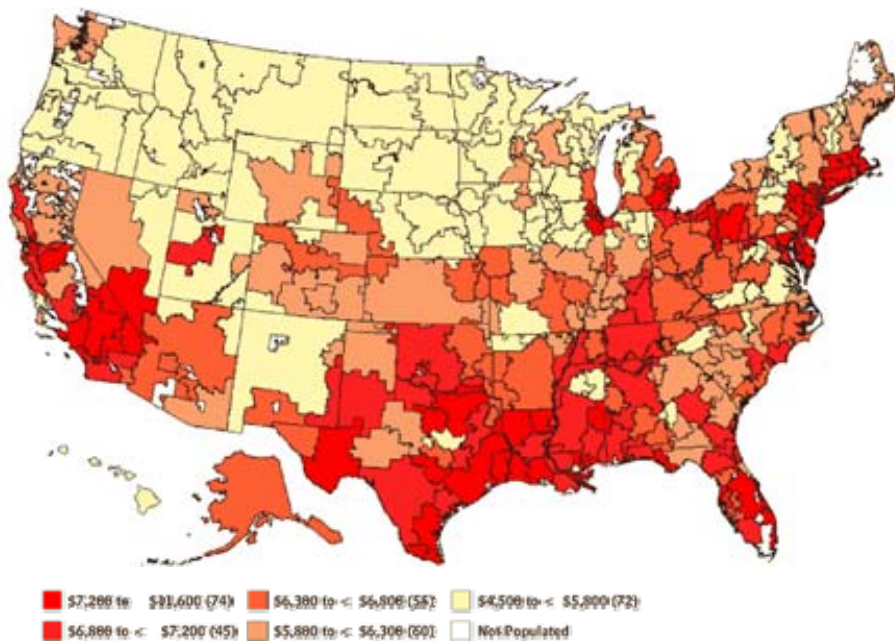 $7,200 to $11,600 (74) $6,300 to < $6,800 (55) $4,500 to < $5,800 (72)
$6,800 to < $7,200 (45) $5,800 to < $6,300 (60) Not Populated